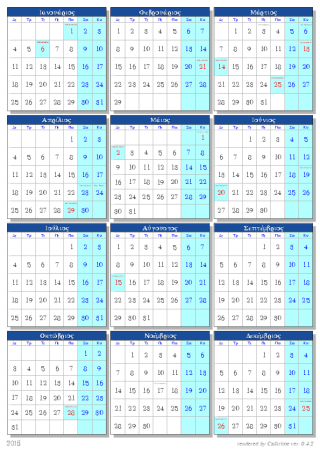 Ιανουάριος
Δε Τρ Τε Πε Πα Σα Κυ
1 2 3
4 5 6 7 8 9 10
11 12 13 14 15 16 17
18 19 20 21 22 23 24
25 26 27 28 29 30 31
Φεβρουάριος
Δε Τρ Τε Πε Πα Σα Κυ
1 2 3 4 5 6 7
8 9 10 11 12 13 14
15 16 17 18 19 20 21
22 23 24 25 26 27 28
29
Μάρτιος
Δε Τρ Τε Πε Πα Σα Κυ
1 2 3 4 5 6
7 8 9 10 11 12 13
14 15 16 17 18 19 20
21 22 23 24 25 26 27
28 29 30 31
Απρίλιος
Δε Τρ Τε Πε Πα Σα Κυ
1 2 3
4 5 6 7 8 9 10
11 12 13 14 15 16 17
18 19 20 21 22 23 24
25 26 27 28 29 30
Μάιος
Δε Τρ Τε Πε Πα Σα Κυ
1
2 3 4 5 6 7 8
9 10 11 12 13 14 15
16 17 18 19 20 21 22
23 24 25 26 27 28 29
30 31
Ιούνιος
Δε Τρ Τε Πε Πα Σα Κυ
1 2 3 4 5
6 7 8 9 10 11 12
13 14 15 16 17 18 19
20 21 22 23 24 25 26
27 28 29 30
Ιούλιος
Δε Τρ Τε Πε Πα Σα Κυ
1 2 3
4 5 6 7 8 9 10
11 12 13 14 15 16 17
18 19 20 21 22 23 24
25 26 27 28 29 30 31
Αύγουστος
Δε Τρ Τε Πε Πα Σα Κυ
1 2 3 4 5 6 7
8 9 10 11 12 13 14
15 16 17 18 19 20 21
22 23 24 25 26 27 28
29 30 31
Σεπτέμβριος
Δε Τρ Τε Πε Πα Σα Κυ
1 2 3 4
5 6 7 8 9 10 11
12 13 14 15 16 17 18
19 20 21 22 23 24 25
26 27 28 29 30
Οκτώβριος
Δε Τρ Τε Πε Πα Σα Κυ
1 2
3 4 5 6 7 8 9
10 11 12 13 14 15 16
17 18 19 20 21 22 23
24 25 26 27 28 29 30
31
Νοέμβριος
Δε Τρ Τε Πε Πα Σα Κυ
1 2 3 4 5 6
7 8 9 10 11 12 13
14 15 16 17 18 19 20
21 22 23 24 25 26 27
28 29 30
Δεκέμβριος
Δε Τρ Τε Πε Πα Σα Κυ
1 2 3 4
5 6 7 8 9 10 11
12 13 14 15 16 17 18
19 20 21 22 23 24 25
26 27 28 29 30 31
2016
rendered by